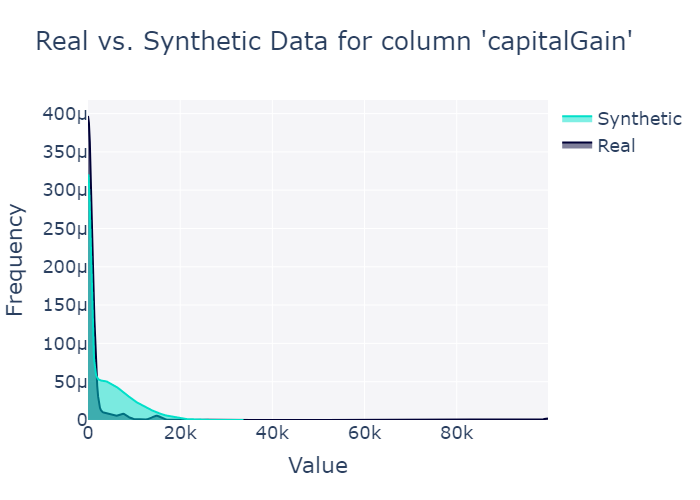 Real vs. Synthetic Data for column 'capitalGain'
Synthetic
Real
400μ
350μ
300μ
250μ
200μ
150μ
100μ
50μ
0
0
20k
40k
60k
80k
Frequency
Value